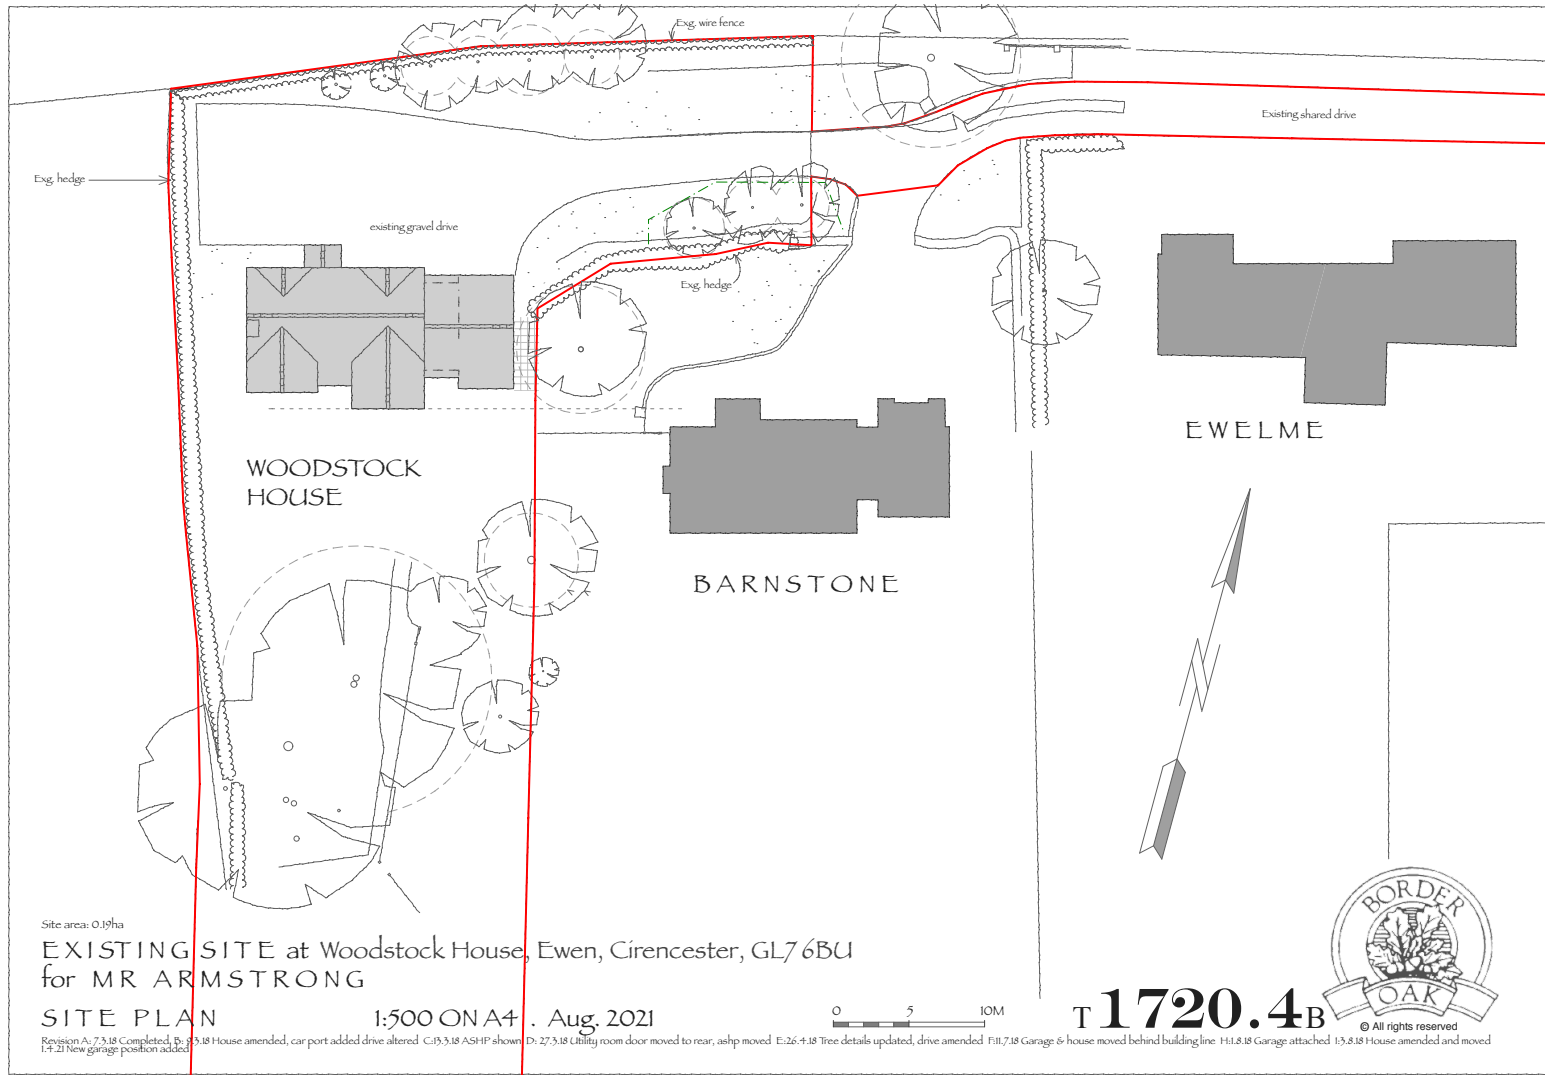 Exg. wire fence
Existing shared drive
Exg. hedge
existing gravel drive
Exg. hedge
EWELME
WOODSTOCK
HOUSE
BARNSTONE
Site area: 0.19ha
EXISTING SITE at Woodstock House, Ewen, Cirencester, GL7 6BU
for MR ARMSTRONG
SITE PLAN 1:500 ON A4 . Aug. 2021
0 5 10M
T1720.4B
BORDER
OAK
© All rights reserved
Revision A: 7.3.18 Completed, B: 9.3.18 House amended, car port added drive altered C:13.3.18 ASHP shown D: 27.3.18 Utility room door moved to rear, ashp moved E:26.4.18 Tree details updated, drive amended F:11.7.18 Garage & house moved behind building line H:1.8.18 Garage attached I:3.8.18 House amended and moved
1.4.21 New garage position added